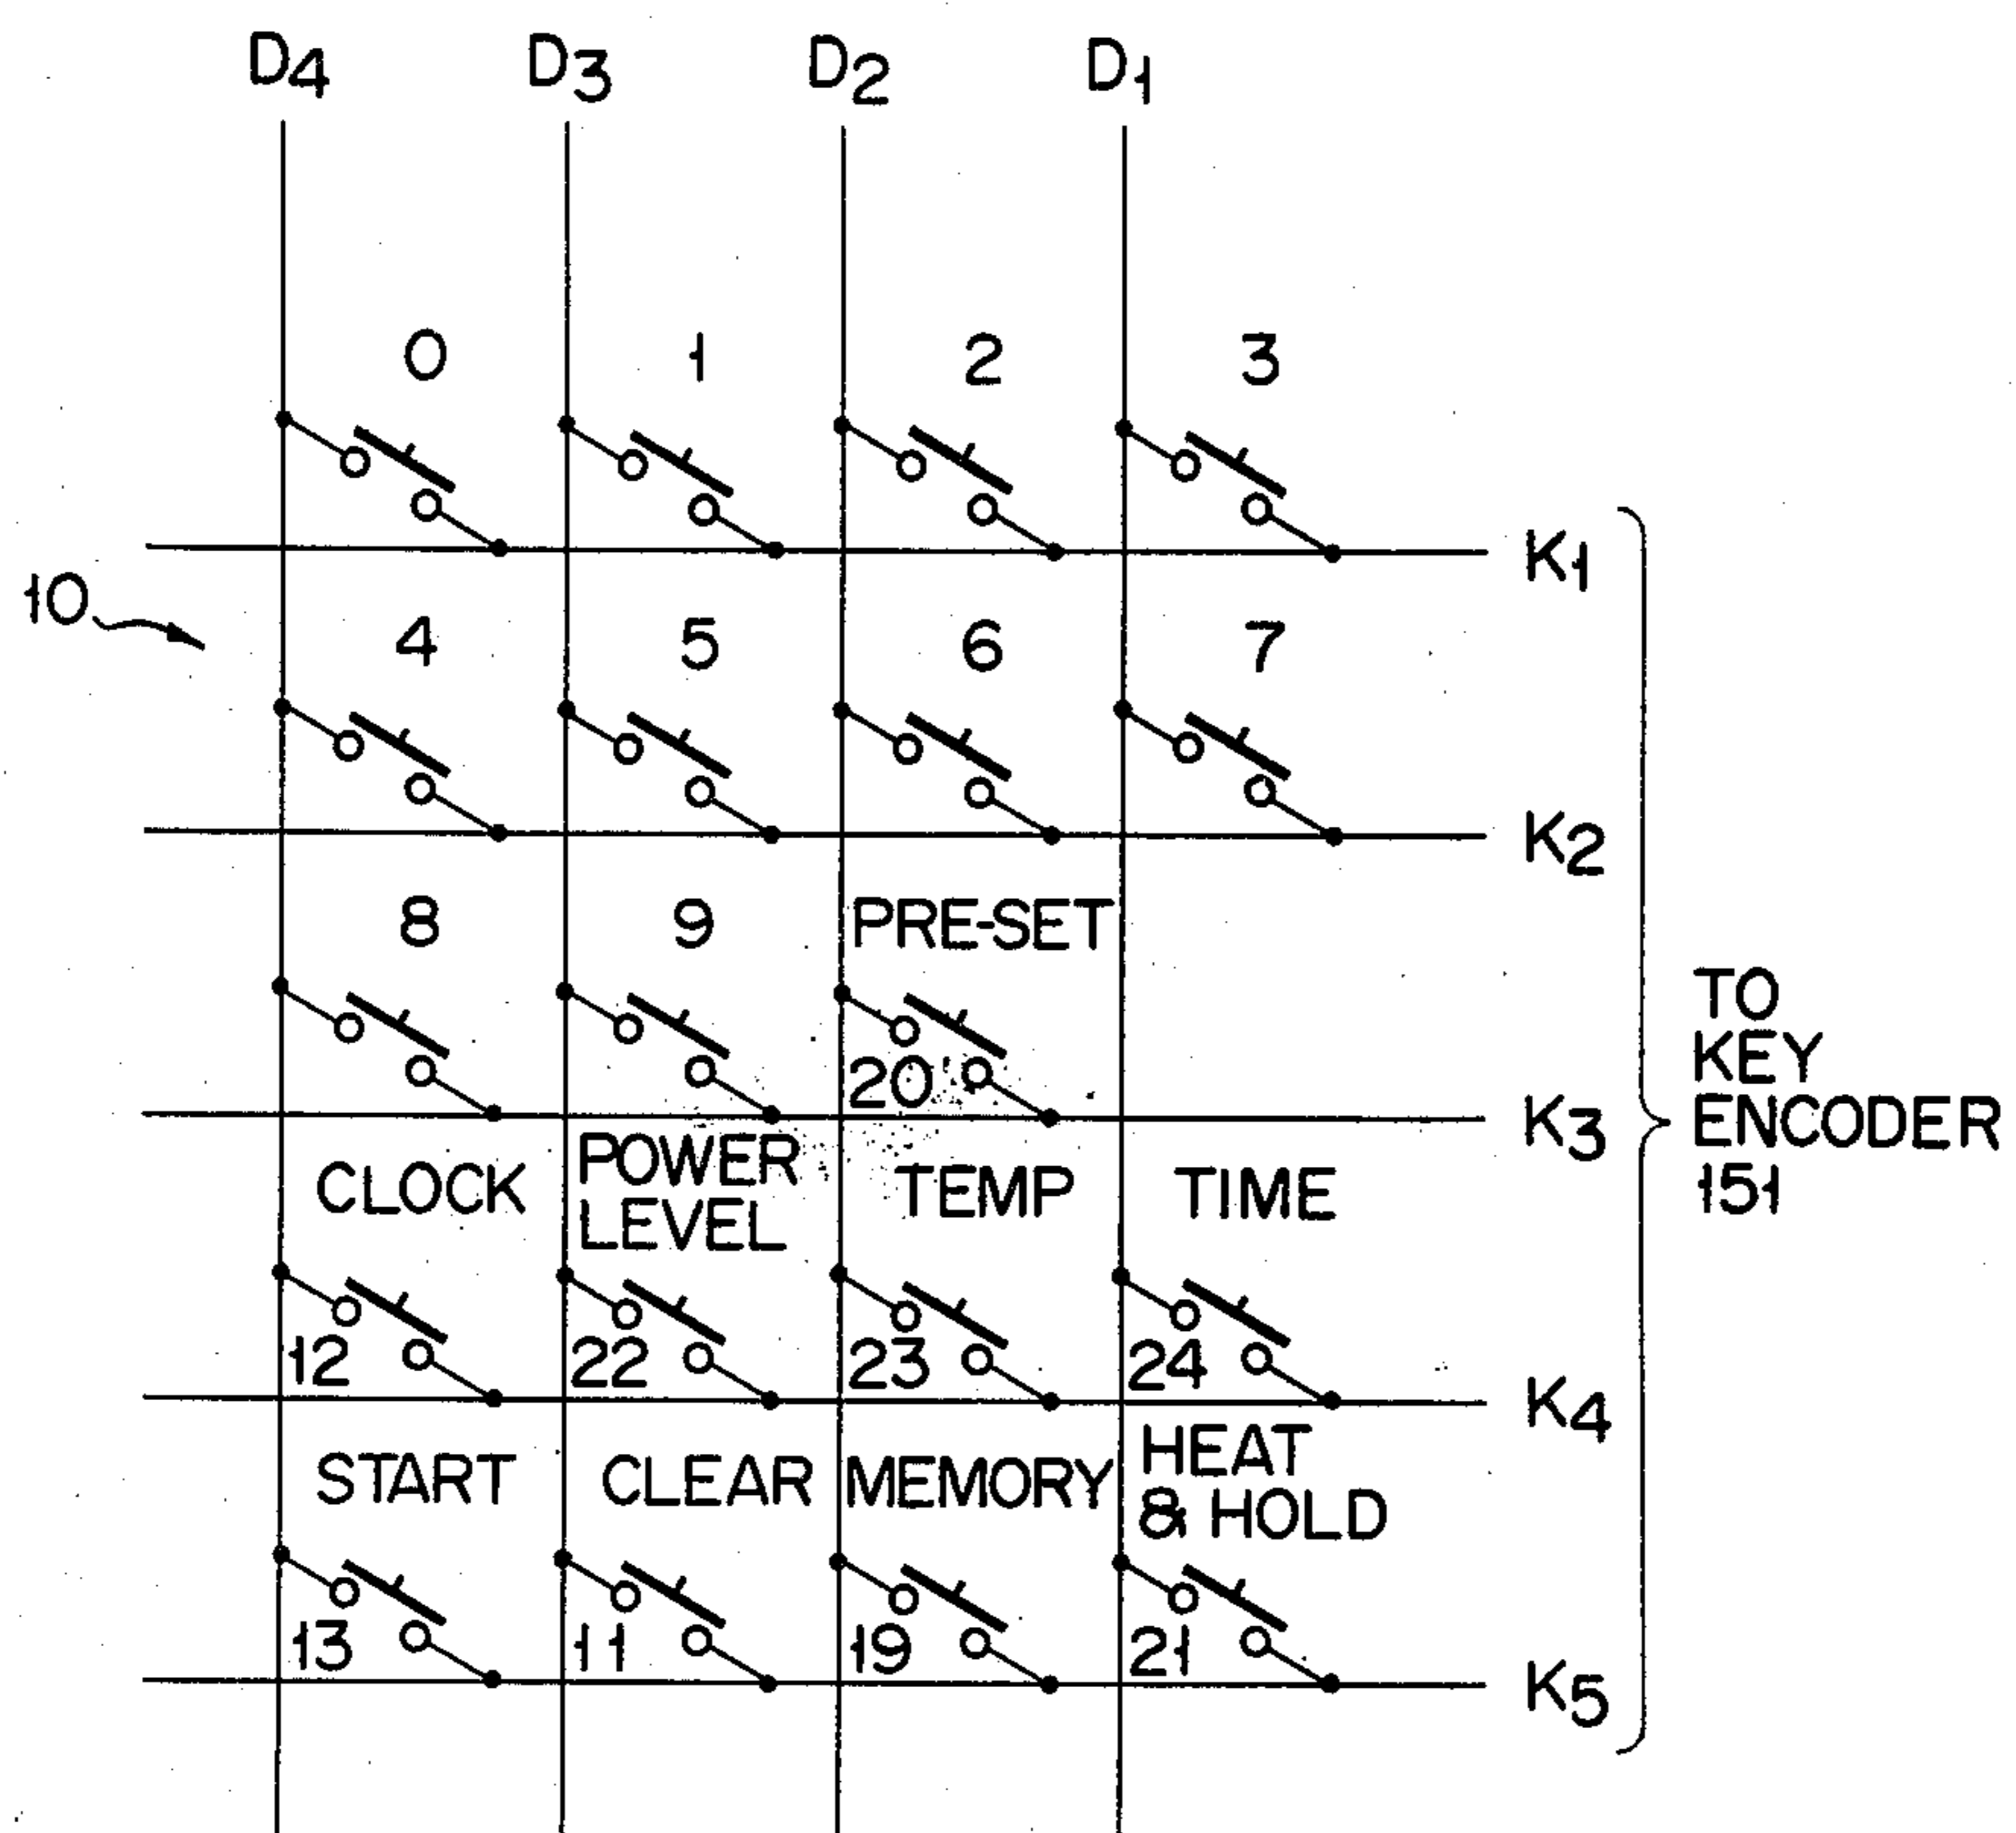 D4 D3 D2 D1
0 1 2 3
K1
10
4 5 6 7
K2
8 9 PRE-SET
20
K3
TO
KEY
ENCODER
151
CLOCK POWER LEVEL TEMP TIME
12 22 23 24
K4
START CLEAR MEMORY HEAT & HOLD
13 11 19 21
K5